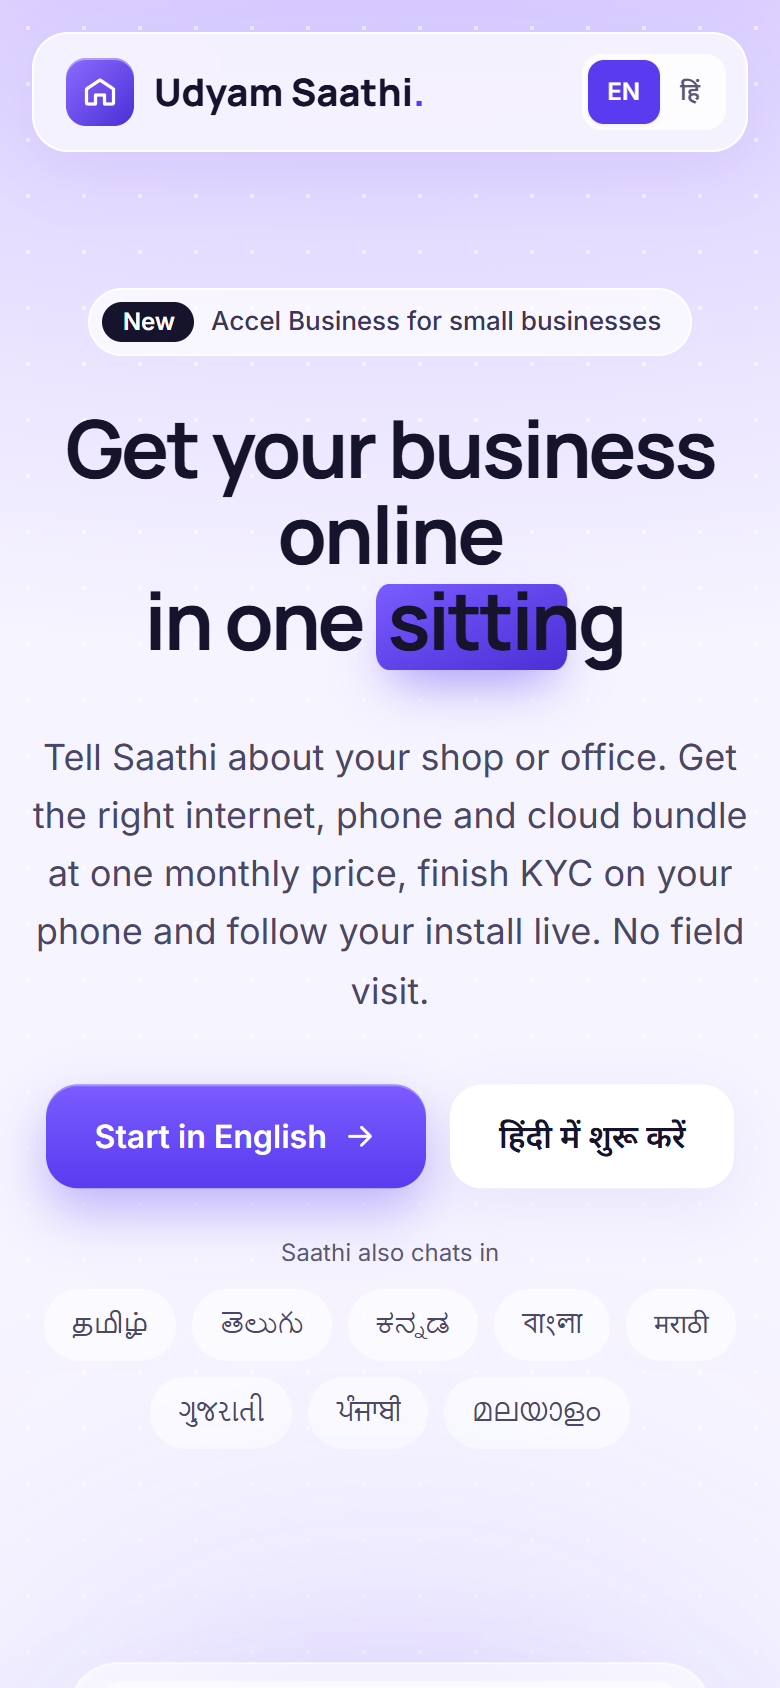 Udyam Saathi.
EN
हिं
New
Accel Business for small businesses
Get your business
online
in one sitting
Tell Saathi about your shop or office. Get
the right internet, phone and cloud bundle
at one monthly price, finish KYC on your
phone and follow your install live. No field
visit.
Start in English →
हिंदी में शुरू करें
Saathi also chats in
தமிழ்
తెలుగు
ಕನ್ನಡ
বাংলা
मराठी
ગુજરાતી
ਪੰਜਾਬੀ
മലയാളം